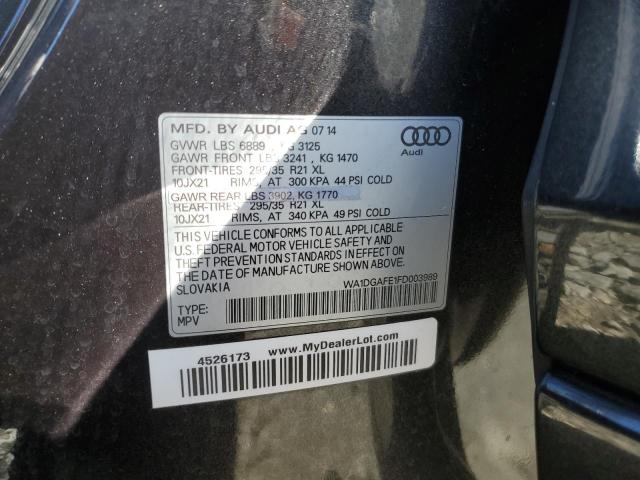 MFD. BY AUDI AG 07 14
GVWR LBS 6889, KG 3125
GAWR FRONT LBS 3241, KG 1470
FRONT-TIRES 295/35 R21 XL
10JX21 RIMS, AT 300 KPA 44 PSI COLD
GAWR REAR LBS 3902, KG 1770
REAR-TIRES 295/35 R21 XL
10JX21 RIMS, AT 340 KPA 49 PSI COLD
Audi
THIS VEHICLE CONFORMS TO ALL APPLICABLE
U.S. FEDERAL MOTOR VEHICLE SAFETY AND
THEFT PREVENTION STANDARDS IN EFFECT ON
THE DATE OF MANUFACTURE SHOWN ABOVE.
SLOVAKIA
WA1DGAFE1FD003989
TYPE:
MPV
4526173 www.MyDealerLot.com